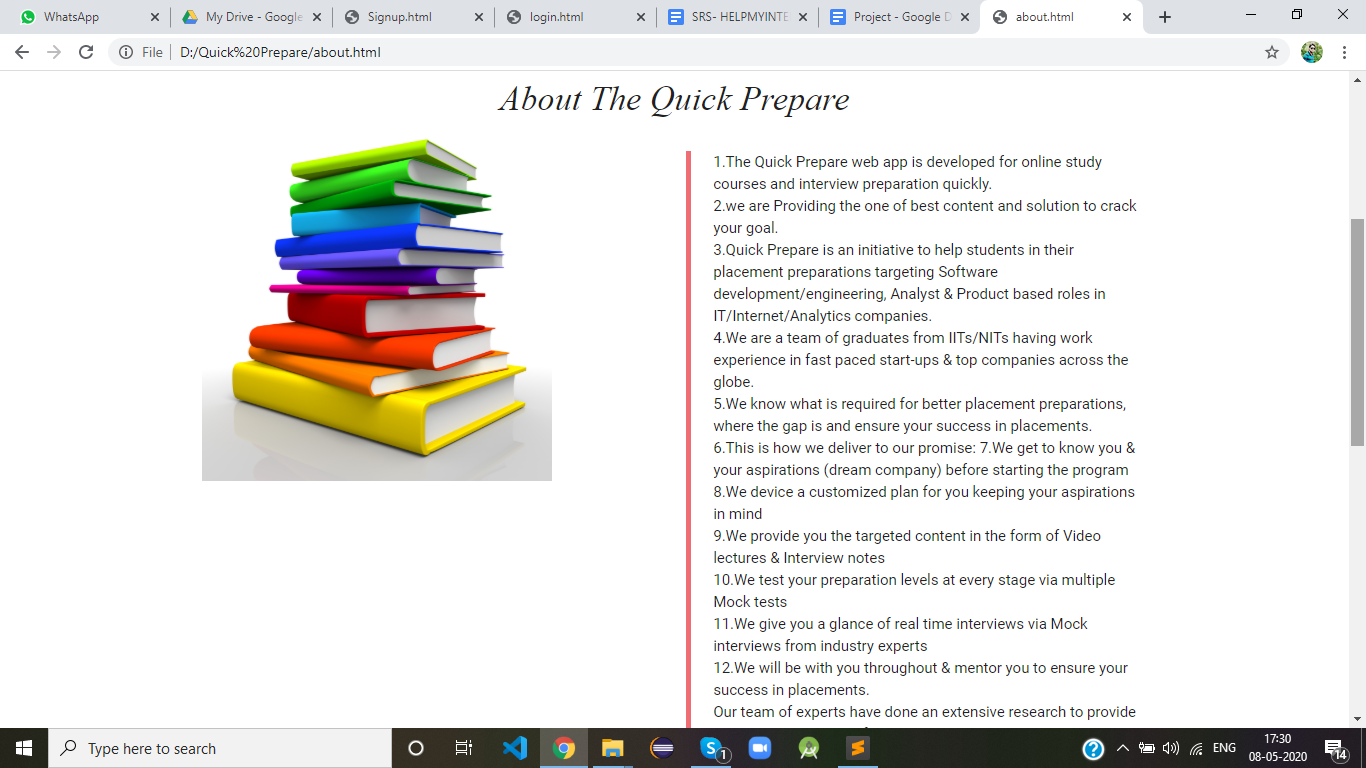 WhatsApp
My Drive - Google
Signup.html
login.html
SRS- HELPMYINTE
Project - Google D
about.html
File
D:/Quick%20Prepare/about.html
About The Quick Prepare
1.The Quick Prepare web app is developed for online study
courses and interview preparation quickly.
2.we are Providing the one of best content and solution to crack
your goal.
3.Quick Prepare is an initiative to help students in their
placement preparations targeting Software
development/engineering, Analyst & Product based roles in
IT/Internet/Analytics companies.
4.We are a team of graduates from IITs/NITs having work
experience in fast paced start-ups & top companies across the
globe.
5.We know what is required for better placement preparations,
where the gap is and ensure your success in placements.
6.This is how we deliver to our promise: 7.We get to know you &
your aspirations (dream company) before starting the program
8.We device a customized plan for you keeping your aspirations
in mind
9.We provide you the targeted content in the form of Video
lectures & Interview notes
10.We test your preparation levels at every stage via multiple
Mock tests
11.We give you a glance of real time interviews via Mock
interviews from industry experts
12.We will be with you throughout & mentor you to ensure your
success in placements.
Our team of experts have done an extensive research to provide
Type here to search
1
ENG
17:30
08-05-2020
14